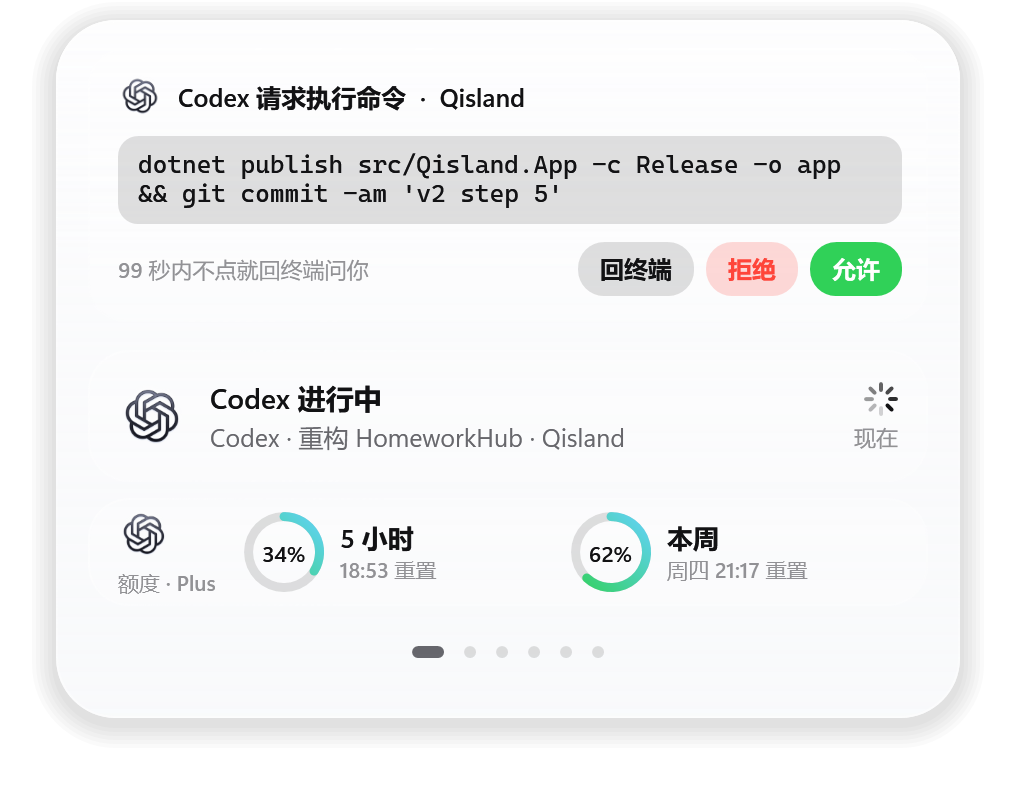 Codex 请求执行命令 · Qisland
dotnet publish src/Qisland.App -c Release -o app
&& git commit -am 'v2 step 5'
99 秒内不点就回终端问你
回终端
拒绝
允许
Codex 进行中
Codex · 重构 HomeworkHub · Qisland
现在
额度 · Plus
34%
5 小时
18:53 重置
62%
本周
周四 21:17 重置